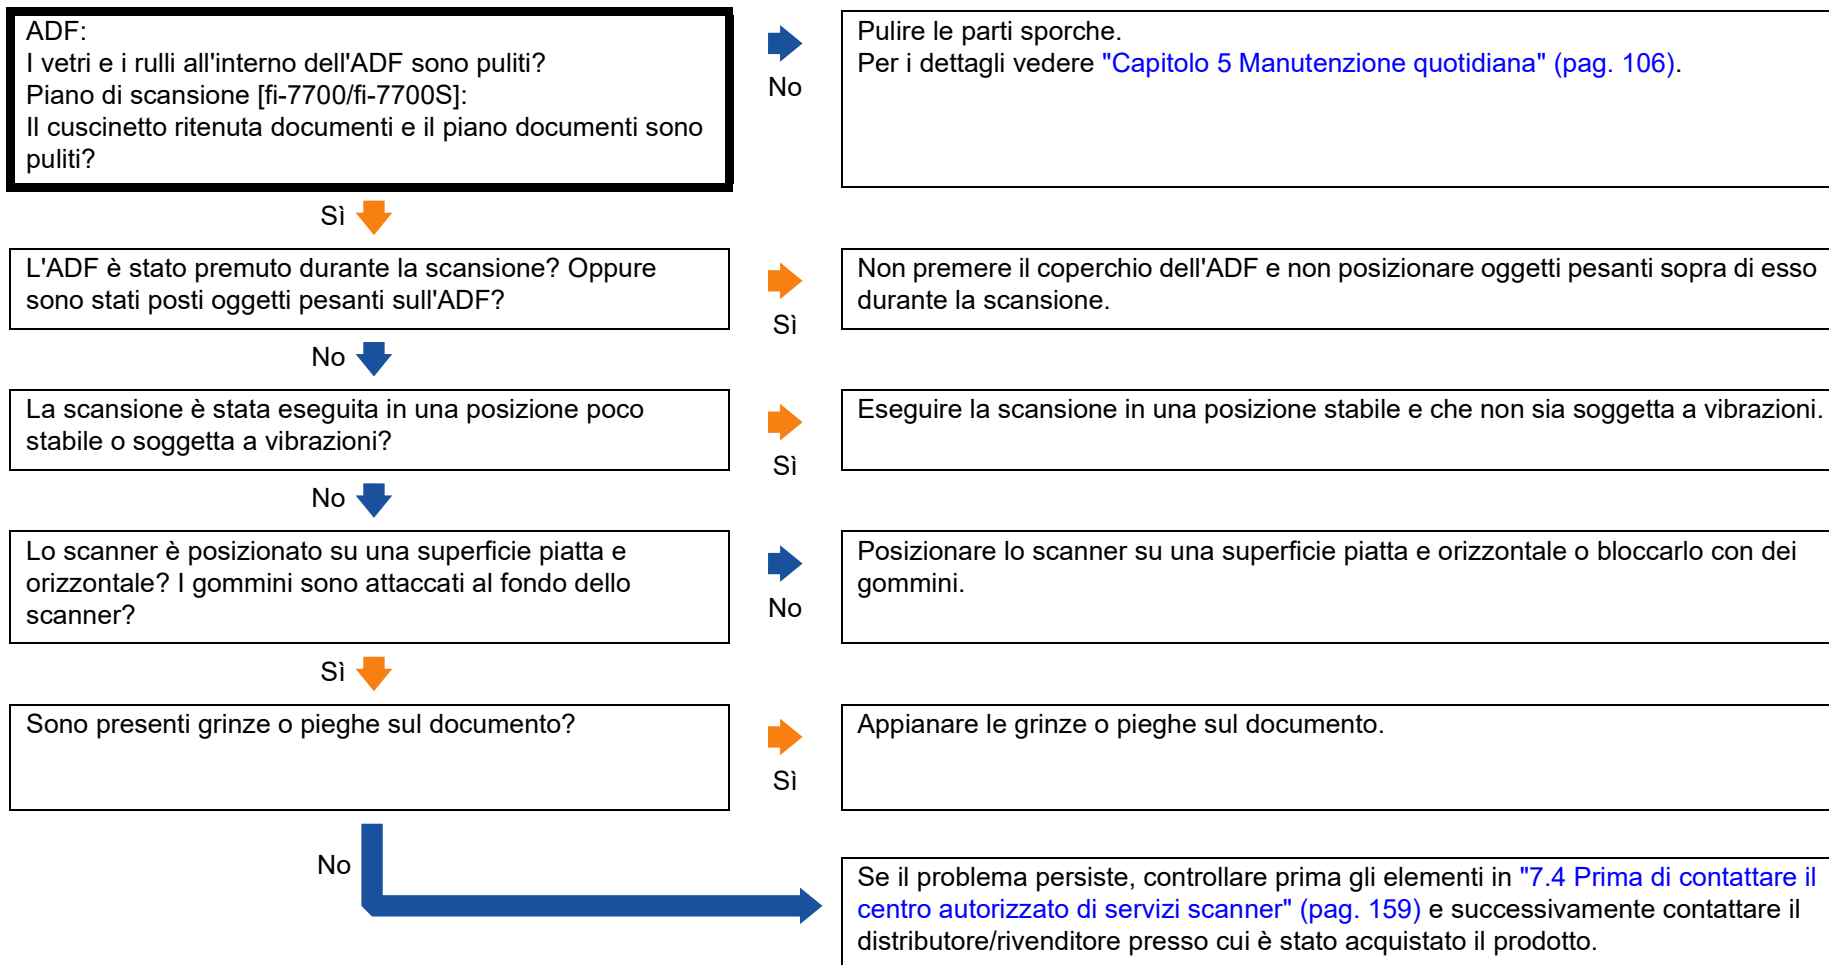 ADF:
I vetri e i rulli all'interno dell'ADF sono puliti?
Piano di scansione [fi-7700/fi-7700S]:
Il cuscinetto ritenuta documenti e il piano documenti sono
puliti?
No
Pulire le parti sporche.
Per i dettagli vedere "Capitolo 5 Manutenzione quotidiana" (pag. 106).
Sì
L'ADF è stato premuto durante la scansione? Oppure
sono stati posti oggetti pesanti sull'ADF?
Sì
Non premere il coperchio dell'ADF e non posizionare oggetti pesanti sopra di esso
durante la scansione.
No
La scansione è stata eseguita in una posizione poco
stabile o soggetta a vibrazioni?
Sì
Eseguire la scansione in una posizione stabile e che non sia soggetta a vibrazioni.
No
Lo scanner è posizionato su una superficie piatta e
orizzontale? I gommini sono attaccati al fondo dello
scanner?
No
Posizionare lo scanner su una superficie piatta e orizzontale o bloccarlo con dei
gommini.
Sì
Sono presenti grinze o pieghe sul documento?
Sì
Appianare le grinze o pieghe sul documento.
No
Se il problema persiste, controllare prima gli elementi in "7.4 Prima di contattare il
centro autorizzato di servizi scanner" (pag. 159) e successivamente contattare il
distributore/rivenditore presso cui è stato acquistato il prodotto.